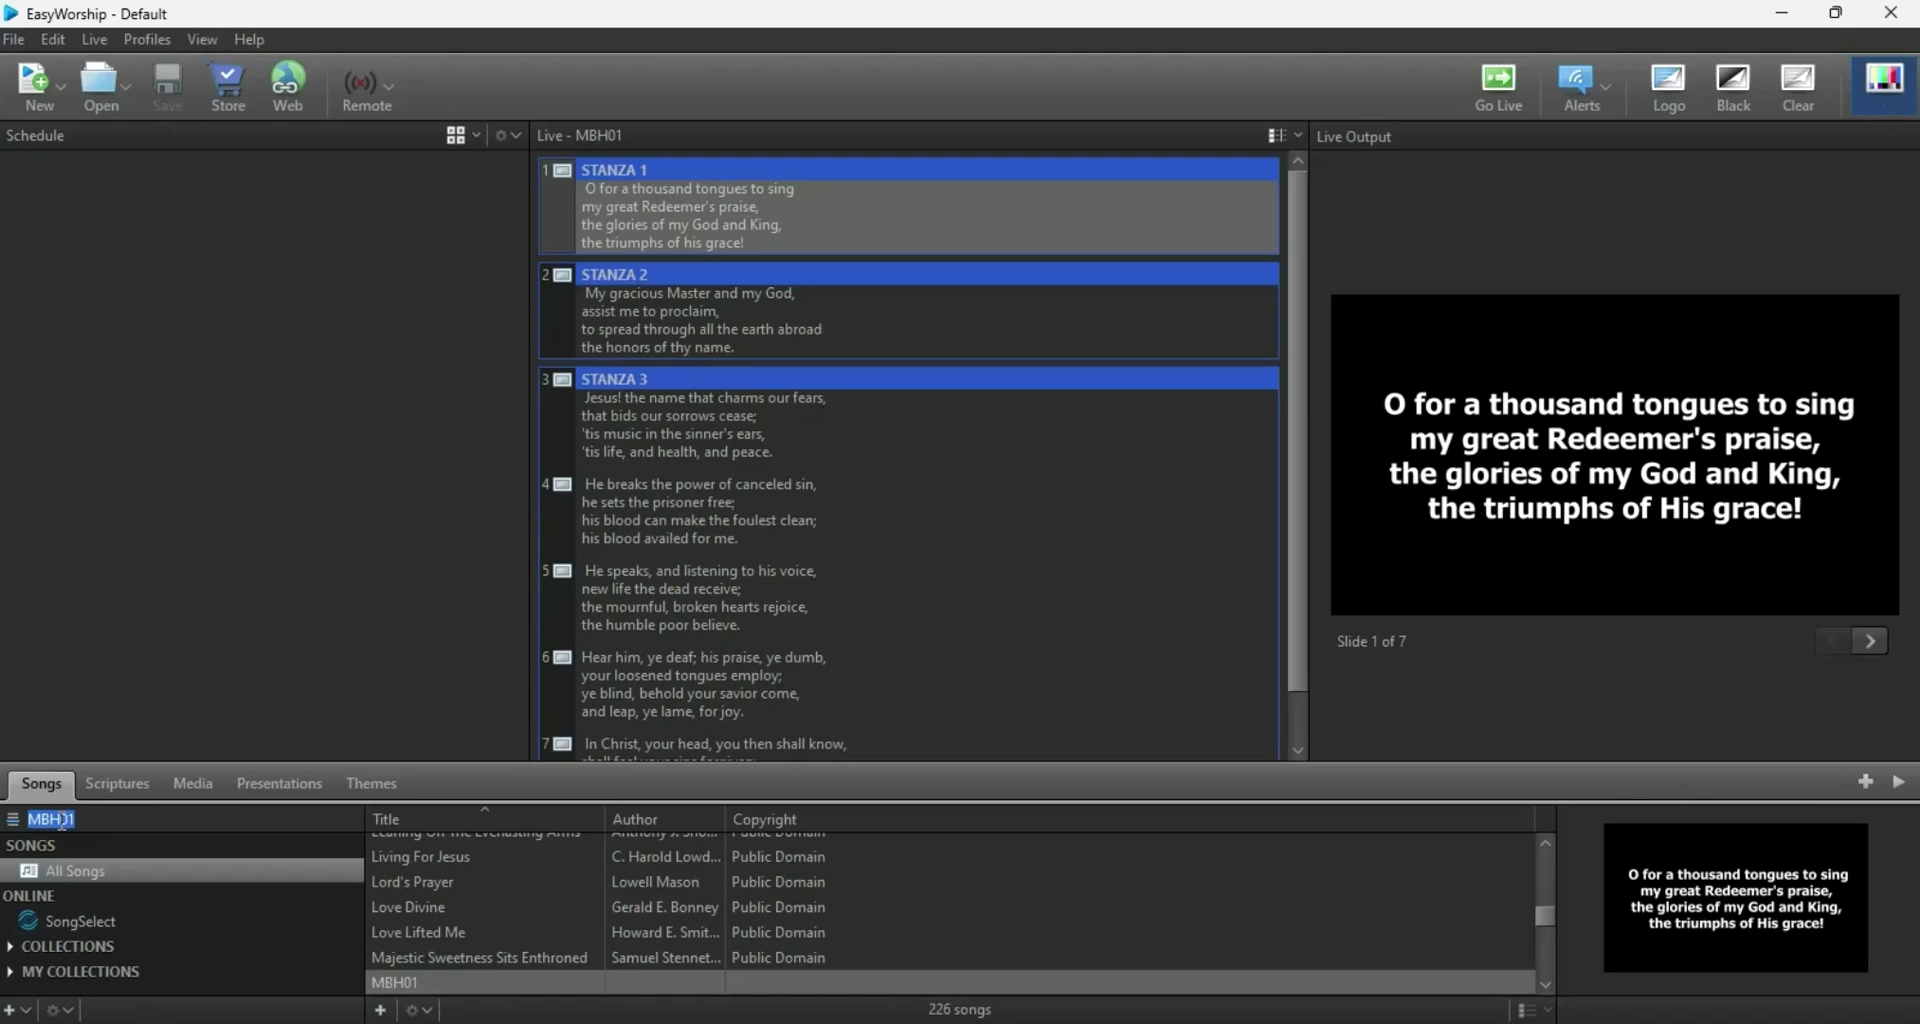 EasyWorship - Default
File Edit Live Profiles View Help
New Open Save Store Web Remote Go Live Alerts Logo Black Clear
Schedule
Live - MBH01
Live Output
1 STANZA 1
O for a thousand tongues to sing
my great Redeemer's praise,
the glories of my God and King,
the triumphs of his grace!
2 STANZA 2
My gracious Master and my God,
assist me to proclaim,
to spread through all the earth abroad
the honors of thy name.
3 STANZA 3
Jesus! the name that charms our fears,
that bids our sorrows cease;
'tis music in the sinner's ears,
'tis life, and health, and peace.
4 He breaks the power of canceled sin,
he sets the prisoner free;
his blood can make the foulest clean;
his blood availed for me.
5 He speaks, and listening to his voice,
new life the dead receive;
the mournful, broken hearts rejoice,
the humble poor believe.
6 Hear him, ye deaf; his praise, ye dumb,
your loosened tongues employ;
ye blind, behold your savior come,
and leap, ye lame, for joy.
7 In Christ, your head, you then shall know,
O for a thousand tongues to sing
my great Redeemer's praise,
the glories of my God and King,
the triumphs of His grace!
Slide 1 of 7
Songs Scriptures Media Presentations Themes
MBH01
SONGS
All Songs
ONLINE
SongSelect
COLLECTIONS
MY COLLECTIONS
Title Author Copyright
Living For Jesus C. Harold Lowd... Public Domain
Lord's Prayer Lowell Mason Public Domain
Love Divine Gerald E. Bonney Public Domain
Love Lifted Me Howard E. Smit... Public Domain
Majestic Sweetness Sits Enthroned Samuel Stennet... Public Domain
MBH01
226 songs
O for a thousand tongues to sing
my great Redeemer's praise,
the glories of my God and King,
the triumphs of His grace!